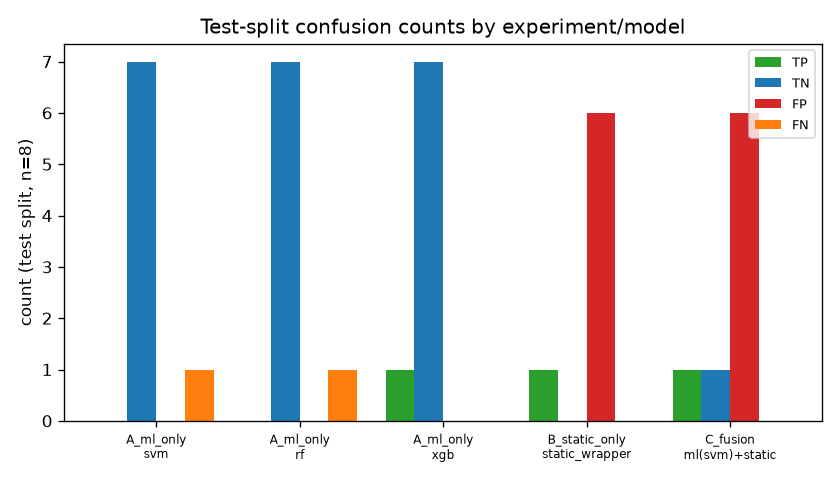 Test-split confusion counts by experiment/model
count (test split, n=8)
7
6
5
4
3
2
1
0
TP
TN
FP
FN
A_ml_only
svm
A_ml_only
rf
A_ml_only
xgb
B_static_only
static_wrapper
C_fusion
ml(svm)+static